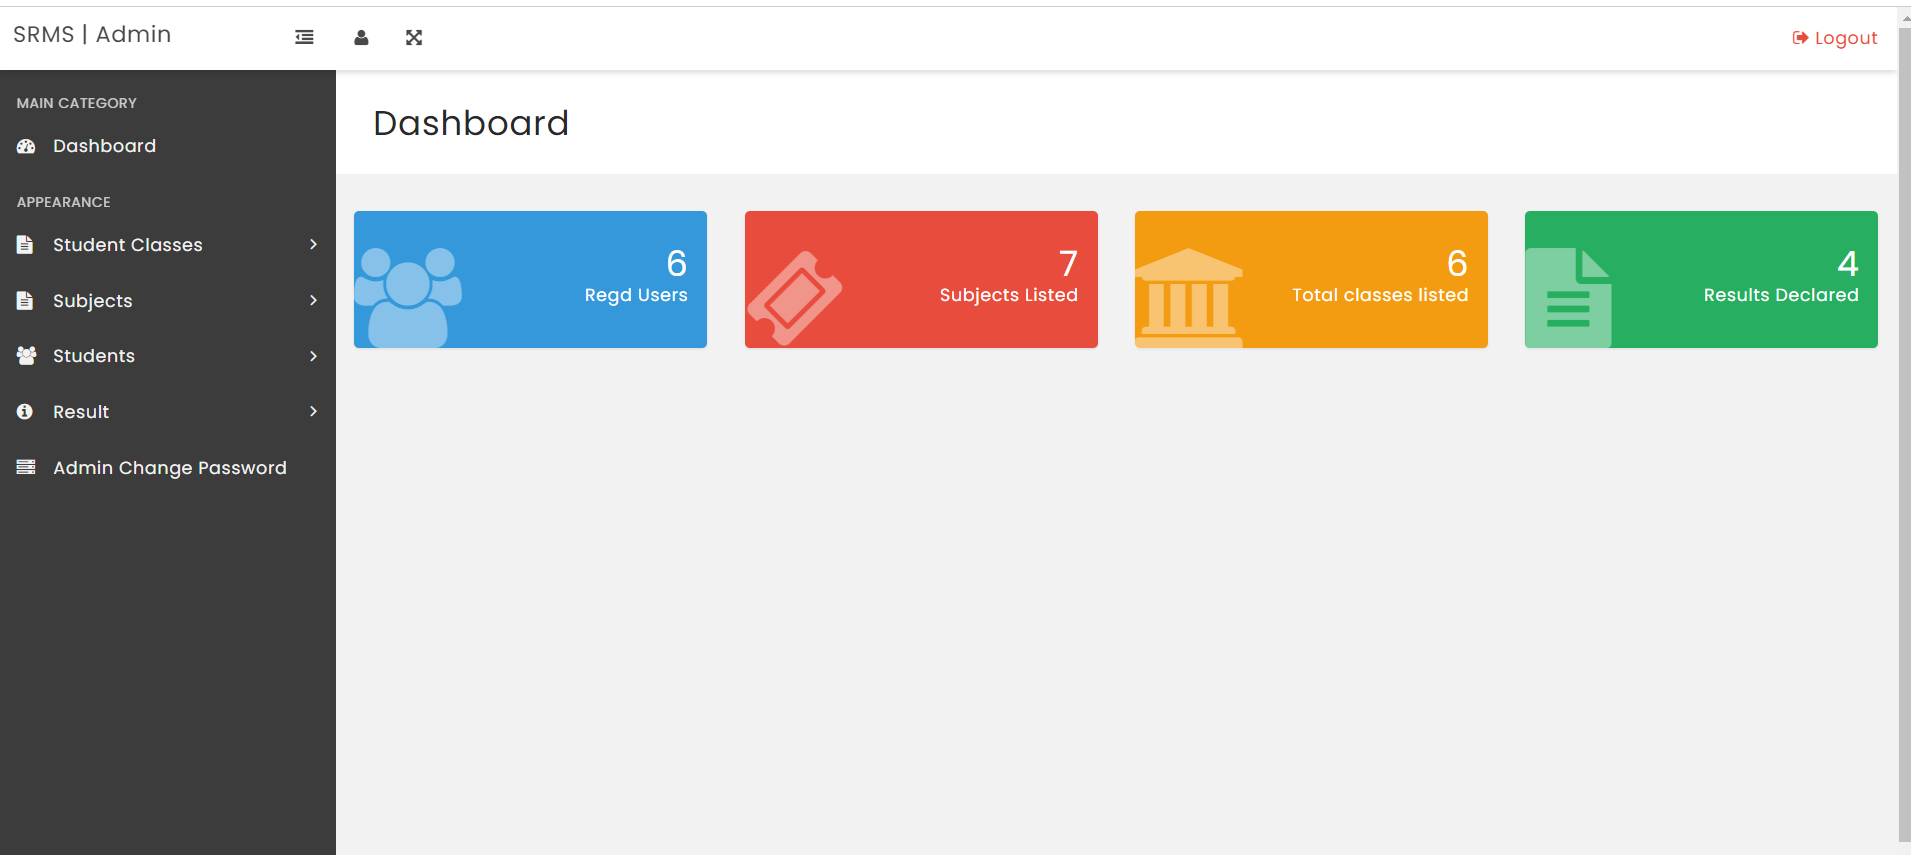 SRMS | Admin
Logout
MAIN CATEGORY
Dashboard
APPEARANCE
Student Classes
Subjects
Students
Result
Admin Change Password
Dashboard
6
Regd Users
7
Subjects Listed
6
Total classes listed
4
Results Declared